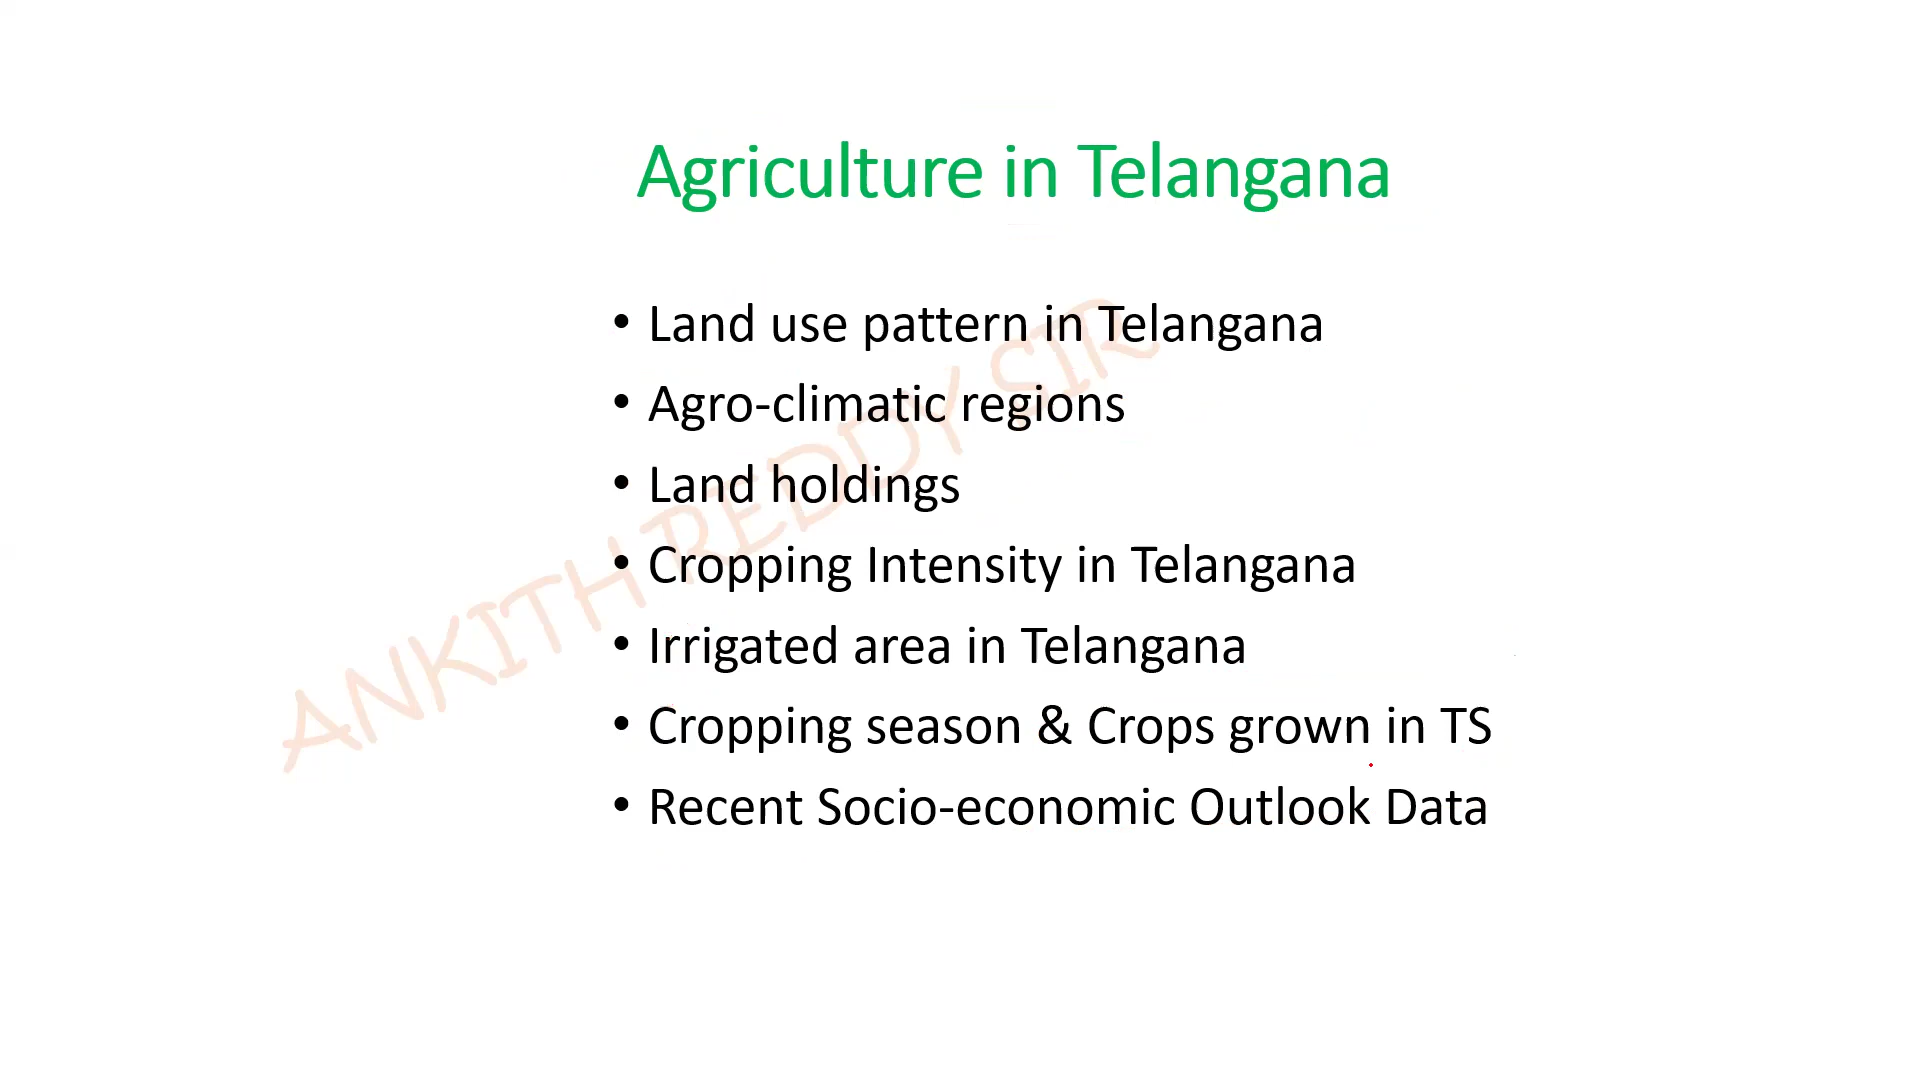 Agriculture in Telangana
• Land use pattern in Telangana
• Agro-climatic regions
• Land holdings
• Cropping Intensity in Telangana
• Irrigated area in Telangana
• Cropping season & Crops grown in TS
• Recent Socio-economic Outlook Data
ANKITH REDDY SIR